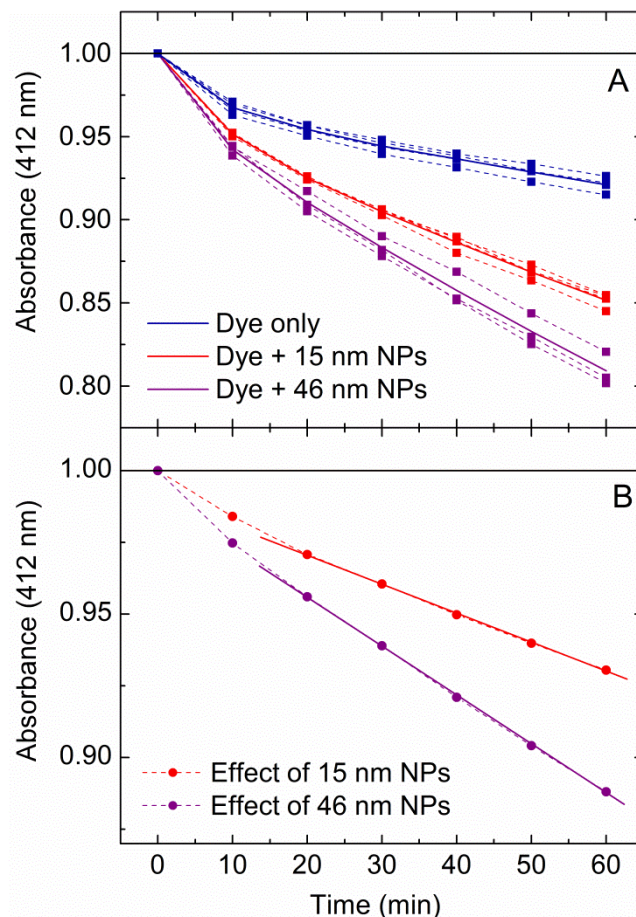 A
1.00
0.95
0.90
0.85
0.80
Absorbance (412 nm)
Dye only
Dye + 15 nm NPs
Dye + 46 nm NPs
B
1.00
0.95
0.90
Absorbance (412 nm)
Effect of 15 nm NPs
Effect of 46 nm NPs
0 10 20 30 40 50 60
Time (min)